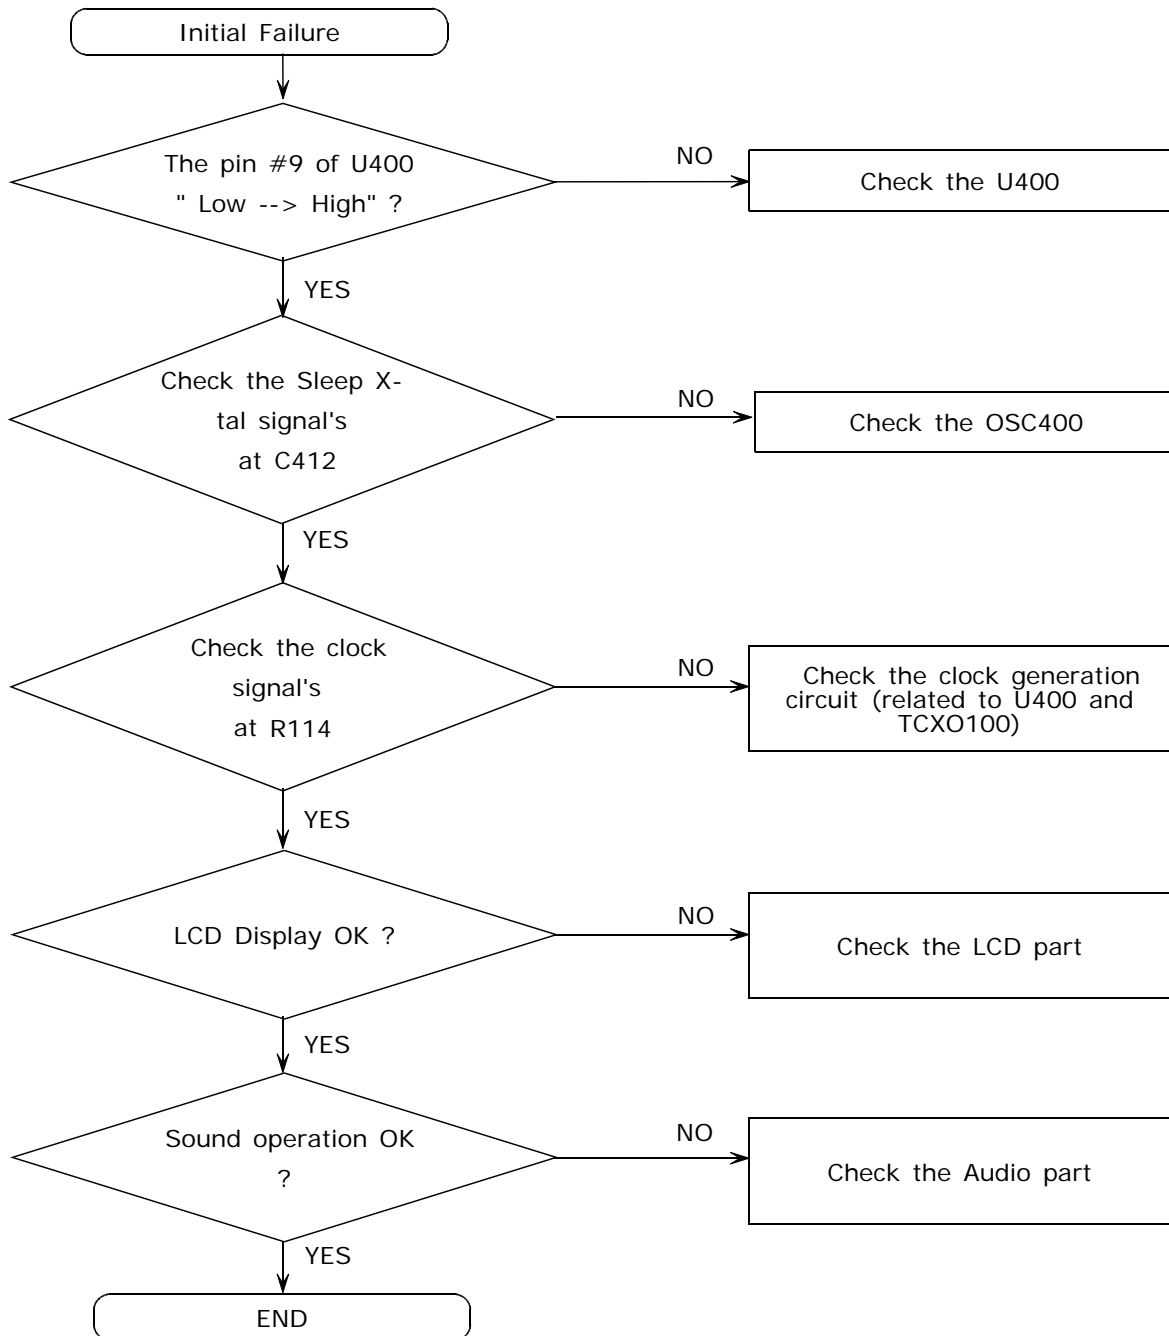 Initial Failure
The pin #9 of U400
" Low --> High" ?
NO
Check the U400
YES
Check the Sleep X-
tal signal's
at C412
NO
Check the OSC400
YES
Check the clock
signal's
at R114
NO
Check the clock generation
circuit (related to U400 and
TCXO100)
YES
LCD Display OK ?
NO
Check the LCD part
YES
Sound operation OK
?
NO
Check the Audio part
YES
END